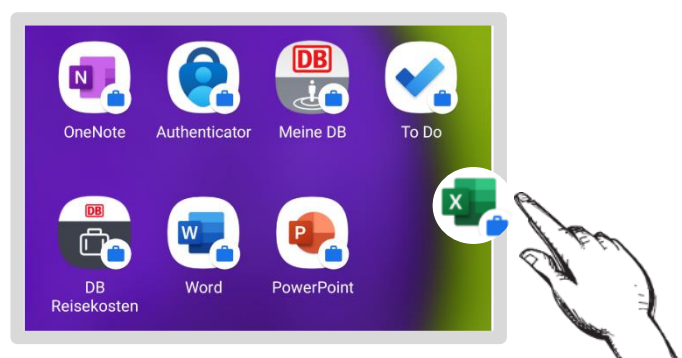 N
DB
OneNote
Authenticator
Meine DB
To Do
X
DB
W
P
DB
Reisekosten
Word
PowerPoint